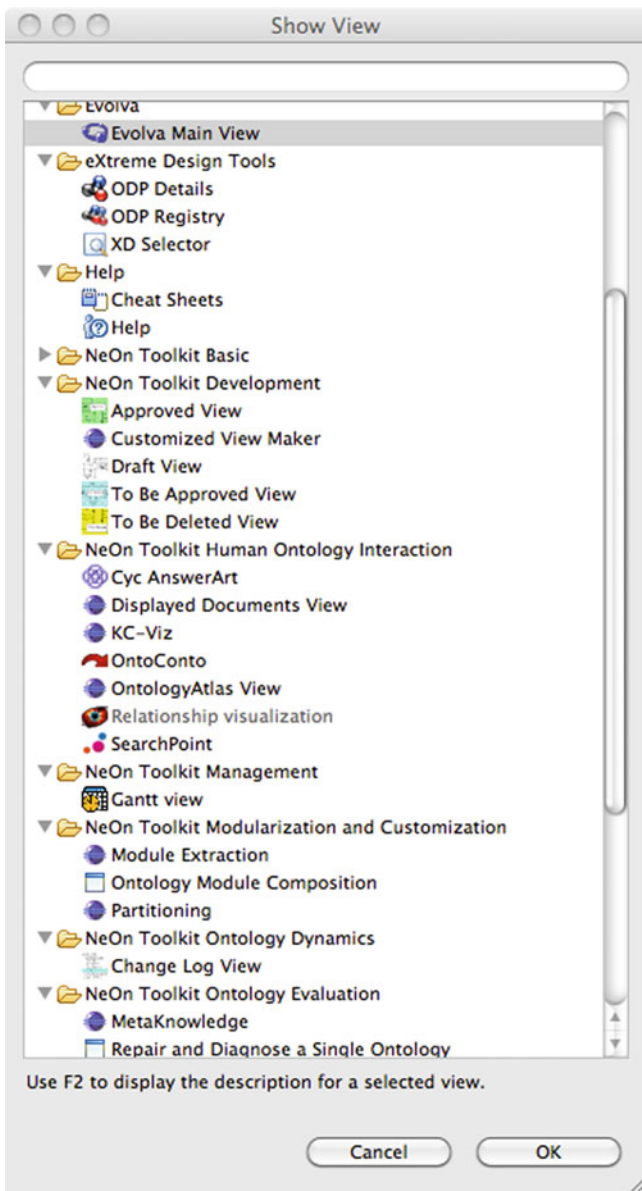 Show View
Evolva
Evolva Main View
eXtreme Design Tools
ODP Details
ODP Registry
XD Selector
Help
Cheat Sheets
Help
NeOn Toolkit Basic
NeOn Toolkit Development
Approved View
Customized View Maker
Draft View
To Be Approved View
To Be Deleted View
NeOn Toolkit Human Ontology Interaction
Cyc AnswerArt
Displayed Documents View
KC-Viz
OntoConto
OntologyAtlas View
Relationship visualization
SearchPoint
NeOn Toolkit Management
Gantt view
NeOn Toolkit Modularization and Customization
Module Extraction
Ontology Module Composition
Partitioning
NeOn Toolkit Ontology Dynamics
Change Log View
NeOn Toolkit Ontology Evaluation
MetaKnowledge
Repair and Diagnose a Single Ontology
Use F2 to display the description for a selected view.
Cancel OK